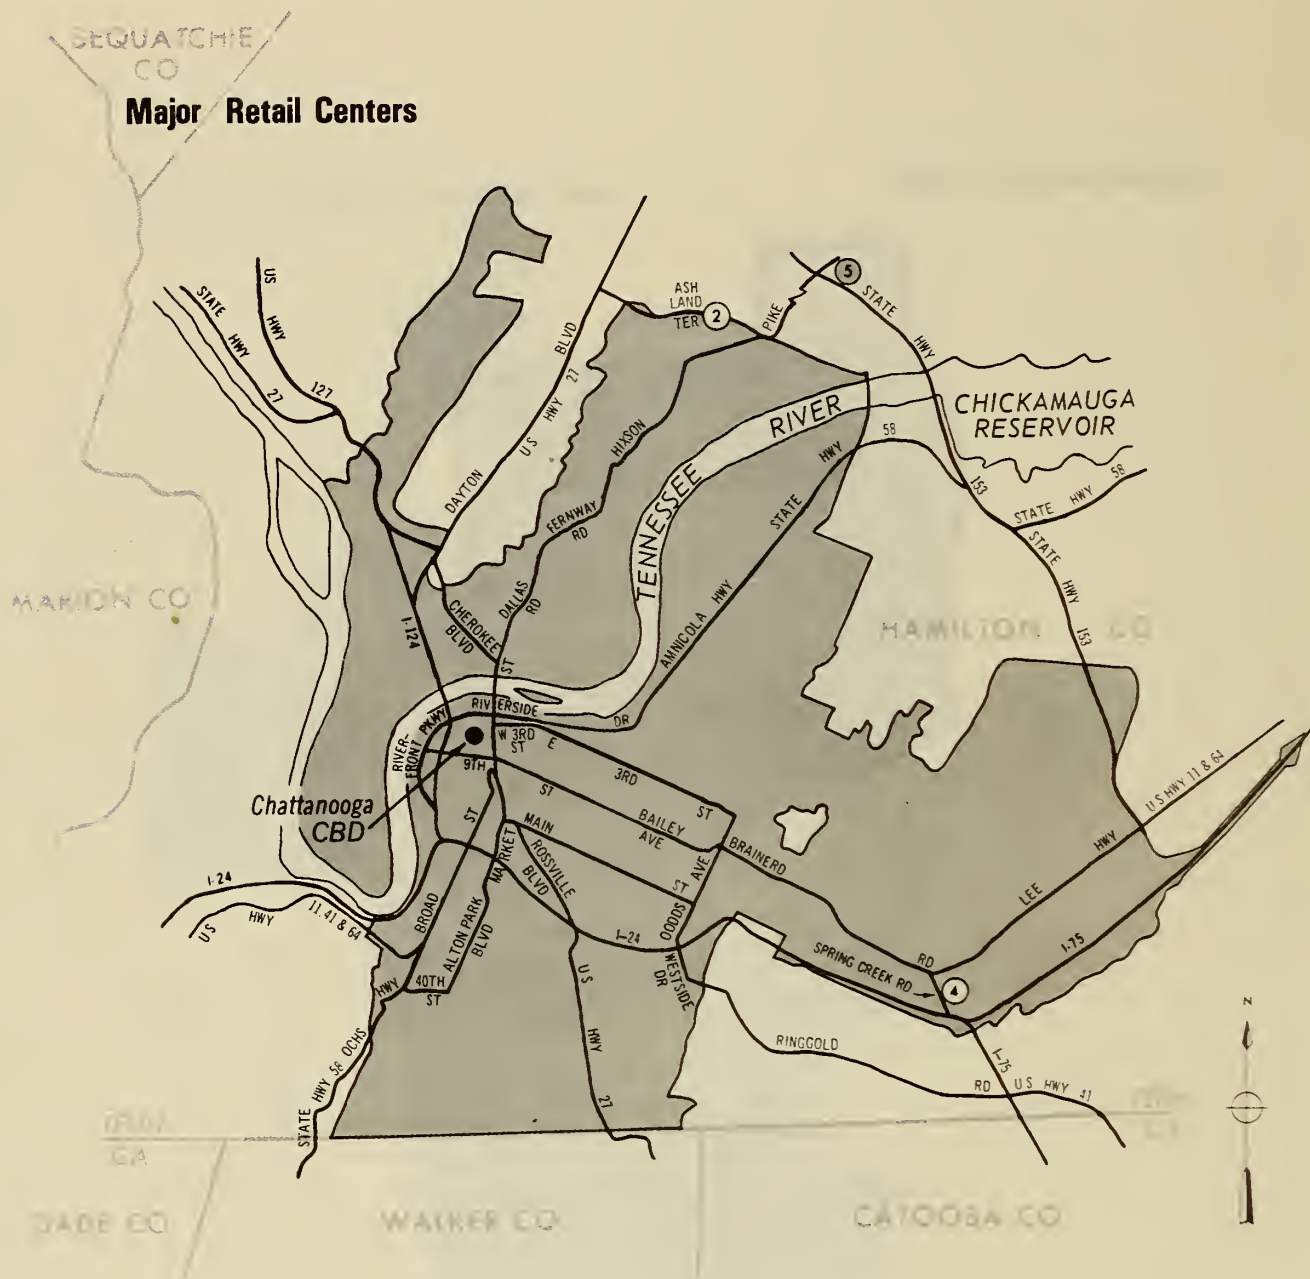 SEQUATCHIE
CO
Major Retail Centers
STATE
HWY
27
US
HWY
127
ASH
LAND
TER
2
PIKE
5
STATE
HWY
153
BLVD
US HWY 27
DAYTON
HIXSON
FERNWAY
RD
DALLAS
RD
TENNESSEE
RIVER
CHICKAMAUGA
RESERVOIR
58
HWY
STATE
AMNICOLA HWY
STATE HWY 58
STATE
HWY
153
MARION CO
HAMILTON CO
I-124
CHEROKEE
BLVD
ST
RIVERSIDE
DR
PKWY
RIVER-
FRONT
W 3RD
ST
E
3RD
ST
9TH
ST
BAILEY
AVE
BRAINERD
RD
Chattanooga
CBD
ST
MAIN
ST
MARKET
ROSSVILLE
BLVD
AVE
DODDS
US HWY 11 & 64
HWY
LEE
I-24
US HWY 11, 41 & 64
BROAD
ALTON PARK
BLVD
I-24
WESTSIDE
DR
SPRING CREEK RD
4
I-75
40TH
ST
HWY
STATE HWY 58 OCHS
US
HWY
27
RINGGOLD
RD US HWY 41
I-75
N
GA
DADE CO
WALKER CO
CATOOSA CO